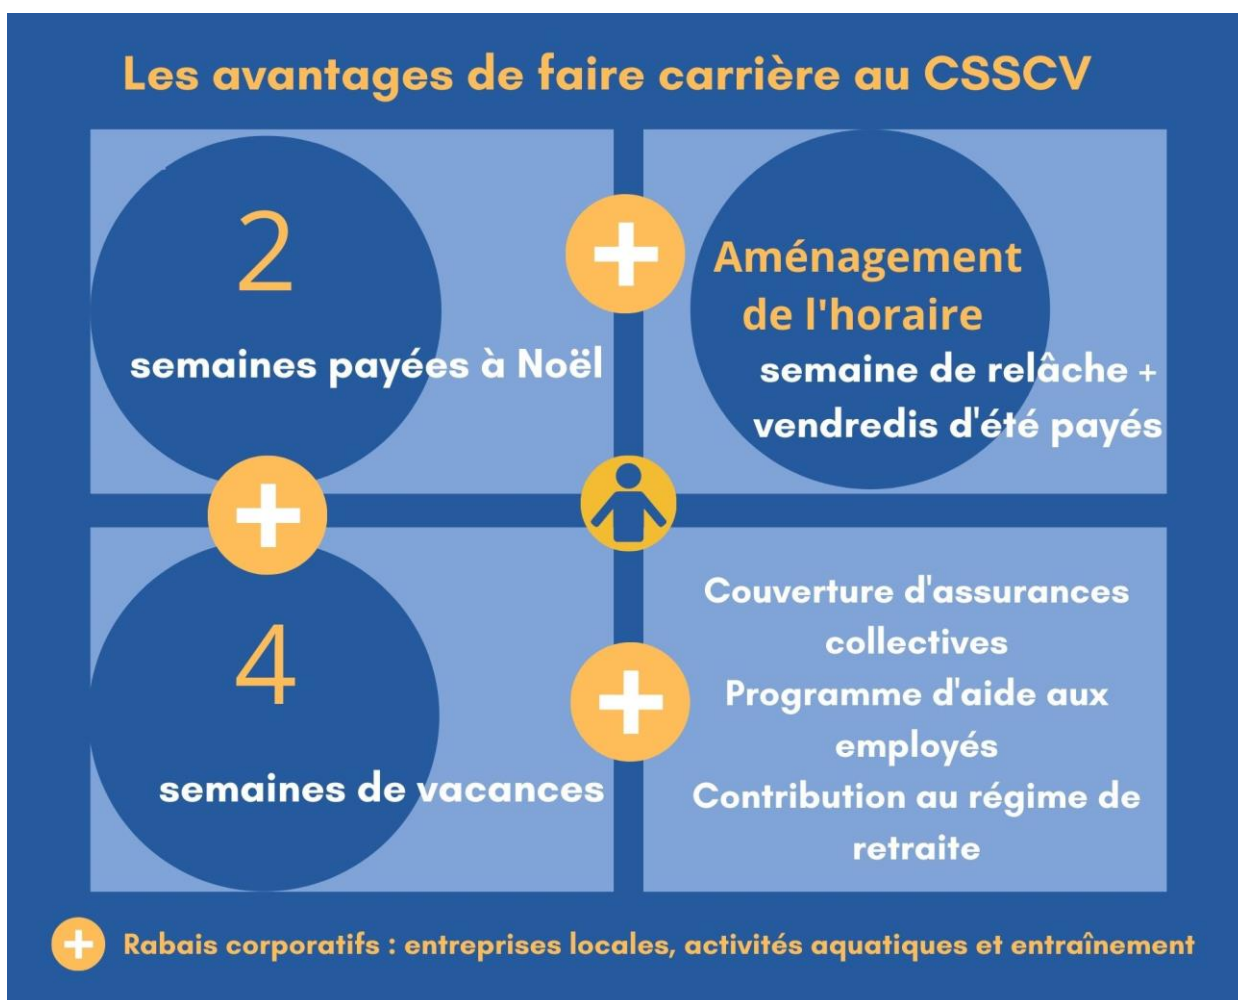 Les avantages de faire carrière au CSSCV
2
semaines payées à Noël
Aménagement
de l'horaire
semaine de relâche +
vendredis d'été payés
4
semaines de vacances
Couverture d'assurances
collectives
Programme d'aide aux
employés
Contribution au régime de
retraite
Rabais corporatifs : entreprises locales, activités aquatiques et entraînement